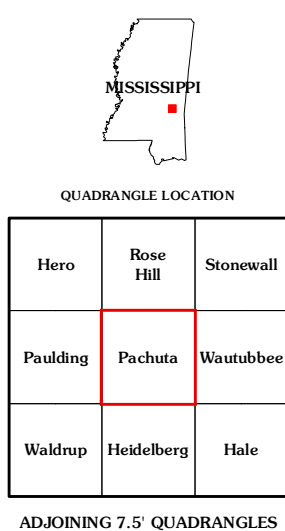 MISSISSIPPI
QUADRANGLE LOCATION
Hero
Rose
Hill
Stonewall
Paulding
Pachuta
Wautubbee
Waldrup
Heidelberg
Hale
ADJOINING 7.5' QUADRANGLES